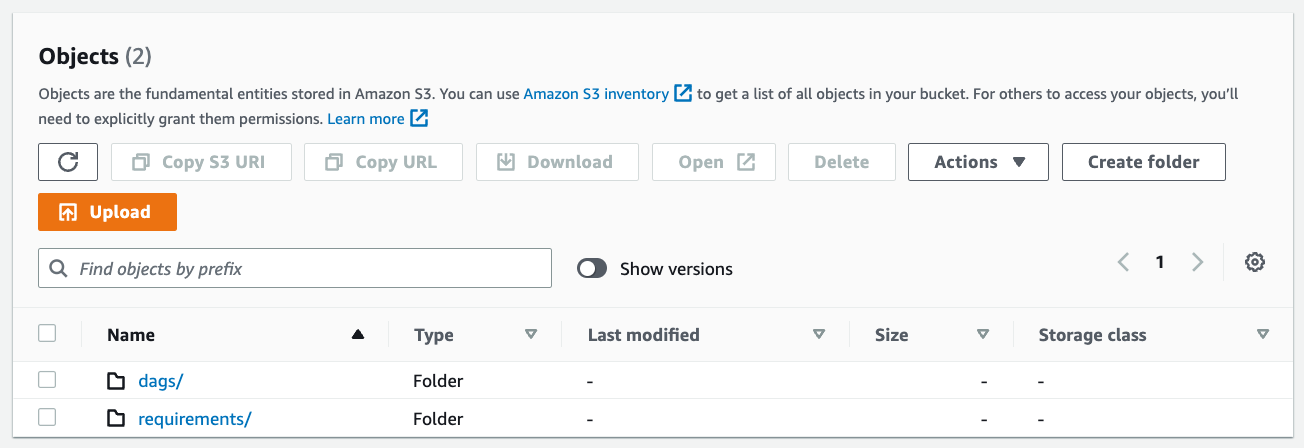 Objects (2)
Objects are the fundamental entities stored in Amazon S3. You can use Amazon S3 inventory to get a list of all objects in your bucket. For others to access your objects, you’ll
need to explicitly grant them permissions. Learn more
Copy S3 URI Copy URL Download Open Delete Actions Create folder
Upload
Find objects by prefix Show versions 1
Name Type Last modified Size Storage class
dags/ Folder - - -
requirements/ Folder - - -